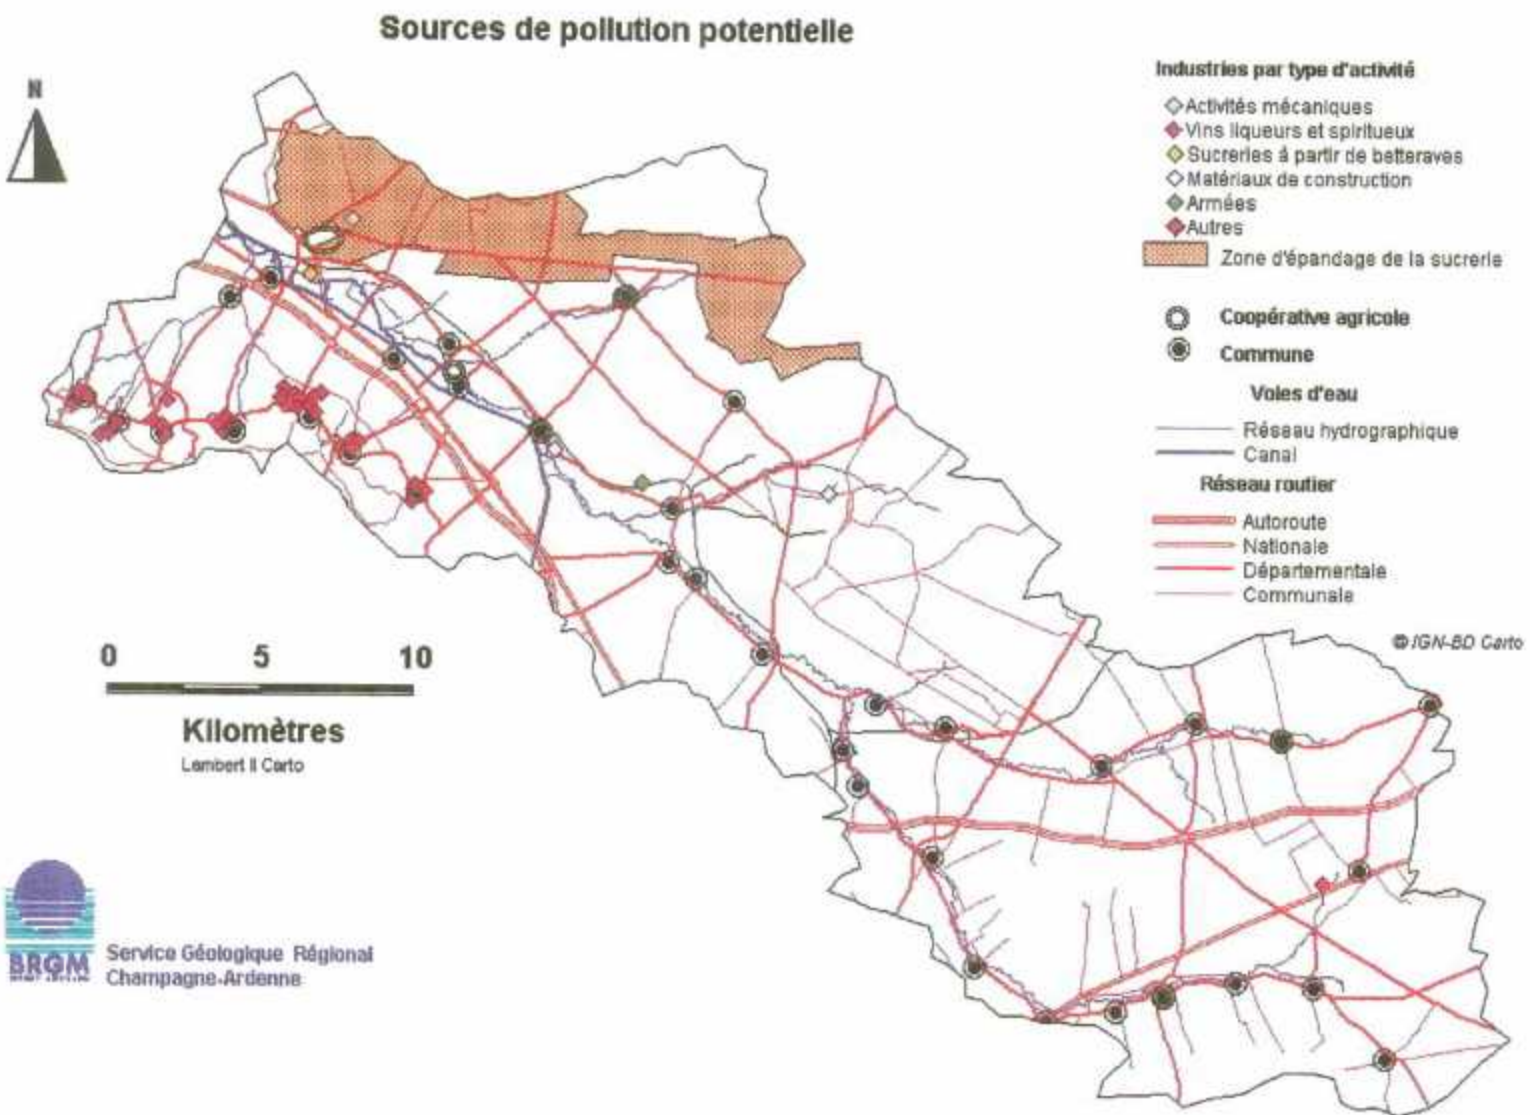 Sources de pollution potentielle
N
Industries par type d'activité
Activités mécaniques
Vins liqueurs et spiritueux
Sucreries à partir de betteraves
Matériaux de construction
Armées
Autres
Zone d'épandage de la sucrerie
Coopérative agricole
Commune
Voies d'eau
Réseau hydrographique
Canal
Réseau routier
Autoroute
Nationale
Départementale
Communale
© IGN-BD Carto
0 5 10
Kilomètres
Lambert II Carto
BRGM
Service Géologique Régional
Champagne-Ardenne